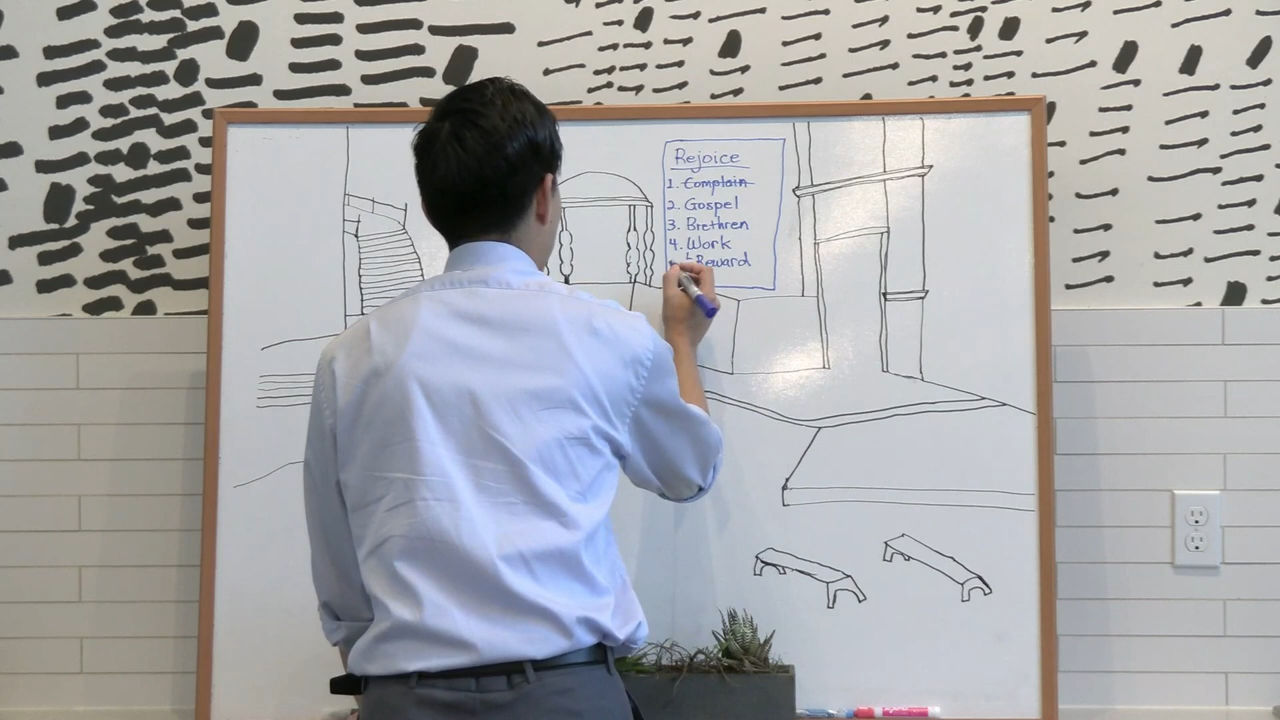 Rejoice
1. Complain
2. Gospel
3. Brethren
4. Work
Reward